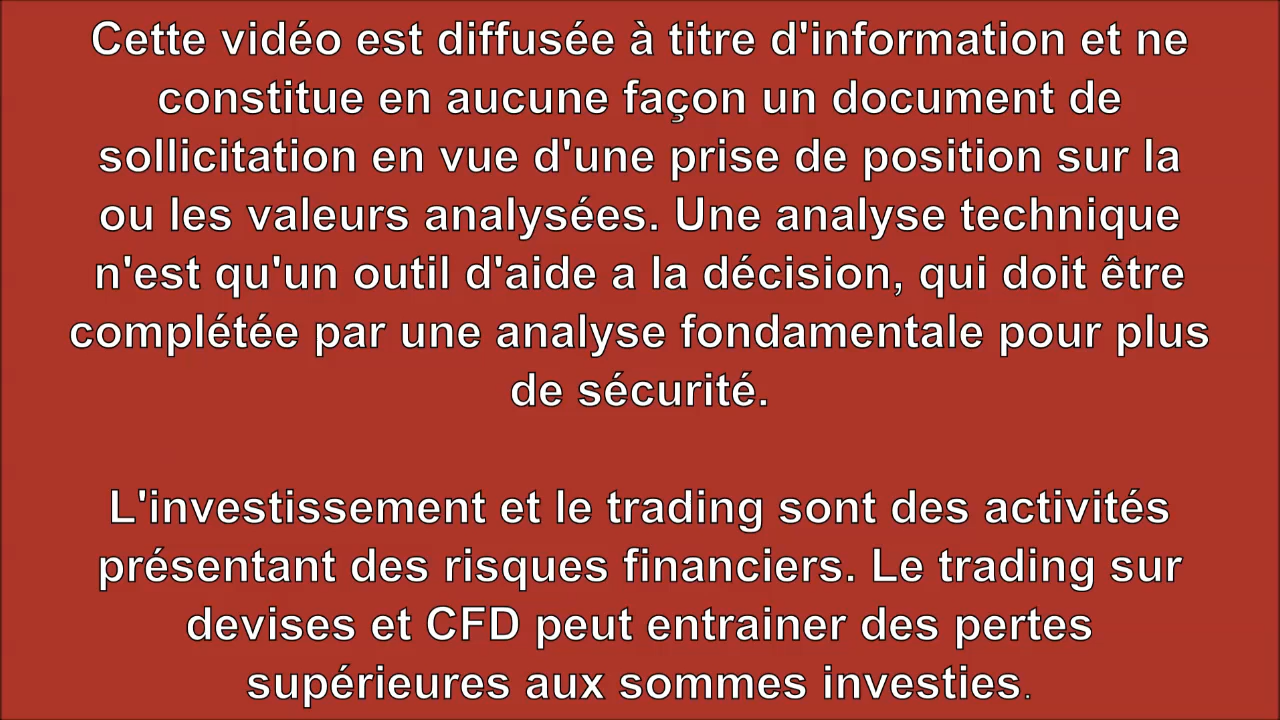 Cette vidéo est diffusée à titre d'information et ne
constitue en aucune façon un document de
sollicitation en vue d'une prise de position sur la
ou les valeurs analysées. Une analyse technique
n'est qu'un outil d'aide a la décision, qui doit être
complétée par une analyse fondamentale pour plus
de sécurité.
L'investissement et le trading sont des activités
présentant des risques financiers. Le trading sur
devises et CFD peut entrainer des pertes
supérieures aux sommes investies.